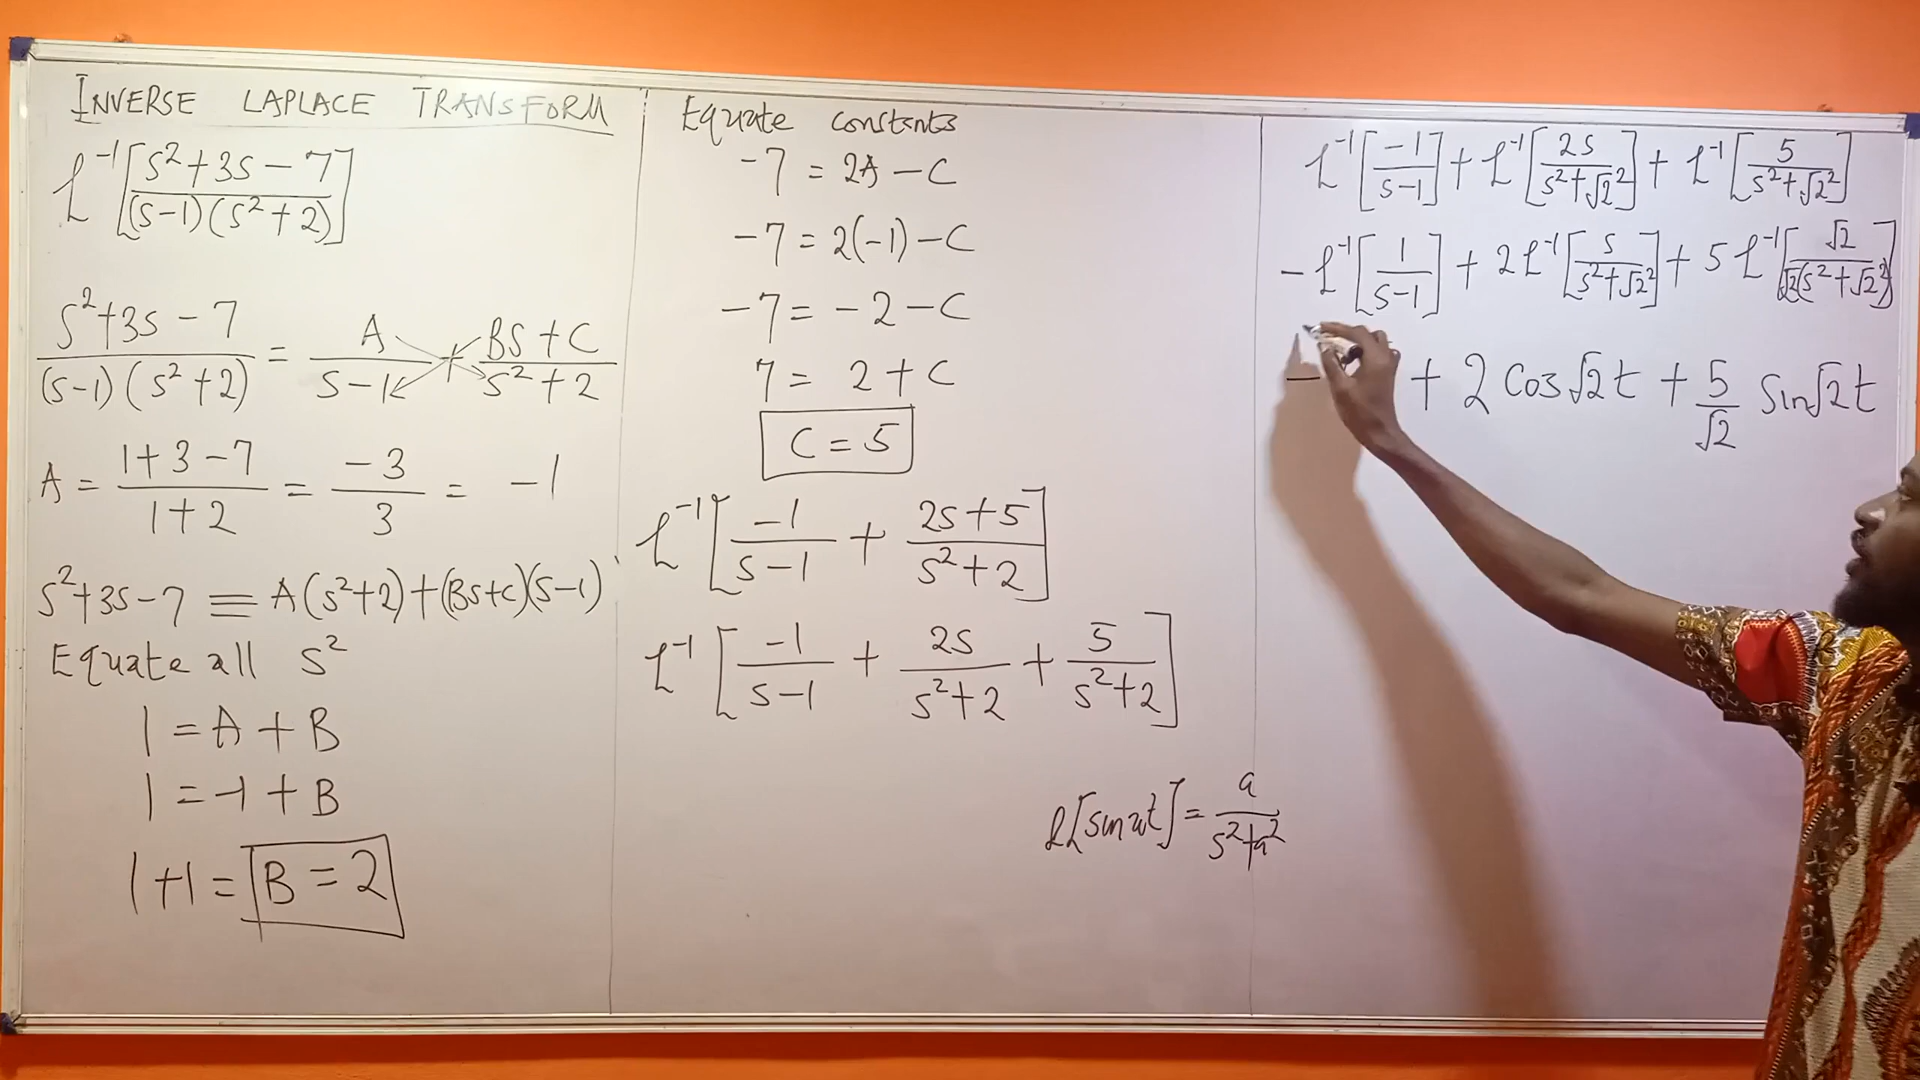 INVERSE LAPLACE TRANSFORM
L⁻¹[(s²+3s-7)/((s-1)(s²+2))]
(s²+3s-7)/((s-1)(s²+2)) = A/(s-1) + (Bs+C)/(s²+2)
A = (1+3-7)/(1+2) = -3/3 = -1
s²+3s-7 ≡ A(s²+2)+(Bs+C)(s-1)
Equate all s²
1 = A + B
1 = -1 + B
1+1 = B = 2
Equate constants
-7 = 2A - C
-7 = 2(-1) - C
-7 = -2 - C
7 = 2 + C
C = 5
L⁻¹[-1/(s-1) + (2s+5)/(s²+2)]
L⁻¹[-1/(s-1) + 2s/(s²+2) + 5/(s²+2)]
L[sin at] = a/(s²+a²)
L⁻¹[-1/(s-1)] + L⁻¹[2s/(s²+√2²)] + L⁻¹[5/(s²+√2²)]
-L⁻¹[1/(s-1)] + 2L⁻¹[s/(s²+√2²)] + 5L⁻¹[√2/(√2(s²+√2²))]
- + 2 Cos√2t + 5/√2 Sin√2t